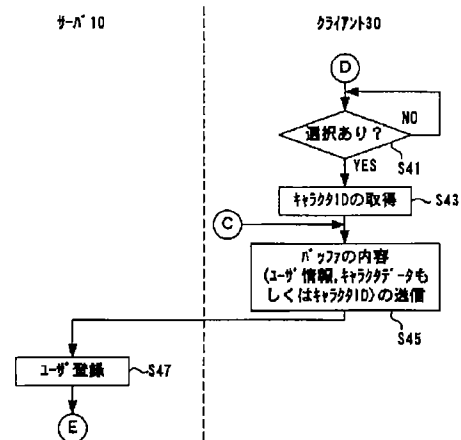 サーバ10
クライアント30
D
NO
選択あり?
S41
YES
キャラクタIDの取得
S43
C
バッファの内容
(ユーザ情報,キャラクタデータも
しくはキャラクタID)の送信
S45
ユーザ登録
S47
E